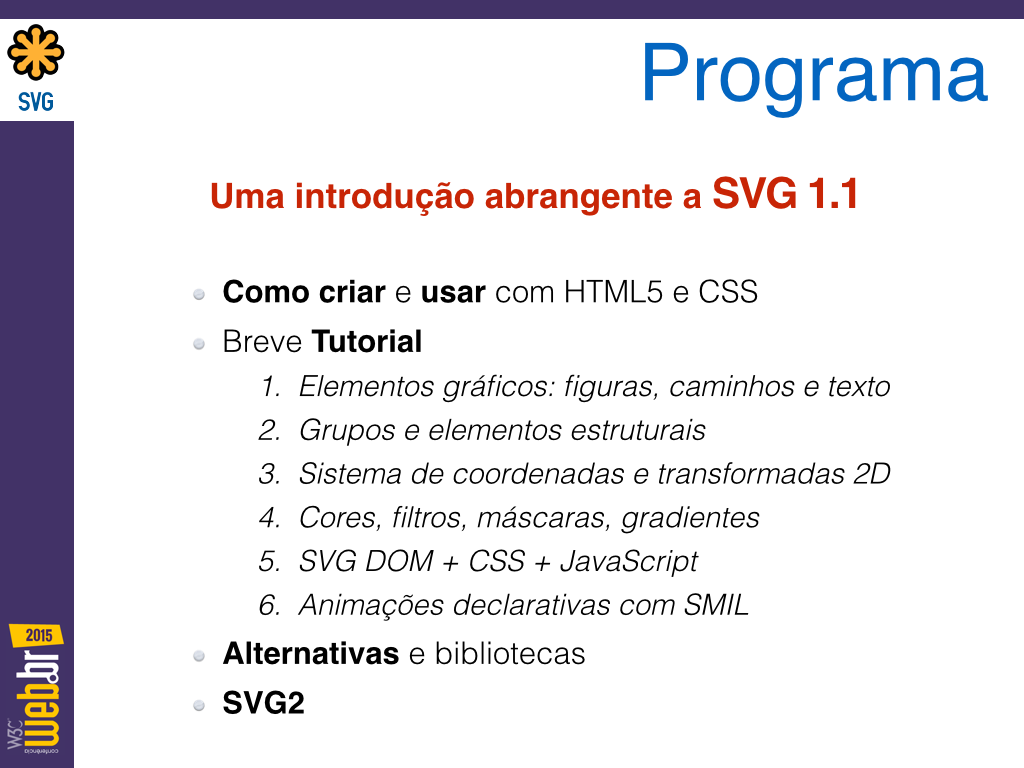 SVG
Programa
Uma introdução abrangente a SVG 1.1
Como criar e usar com HTML5 e CSS
Breve Tutorial
1. Elementos gráficos: figuras, caminhos e texto
2. Grupos e elementos estruturais
3. Sistema de coordenadas e transformadas 2D
4. Cores, filtros, máscaras, gradientes
5. SVG DOM + CSS + JavaScript
6. Animações declarativas com SMIL
Alternativas e bibliotecas
SVG2
2015
W3C
conferência
web.br